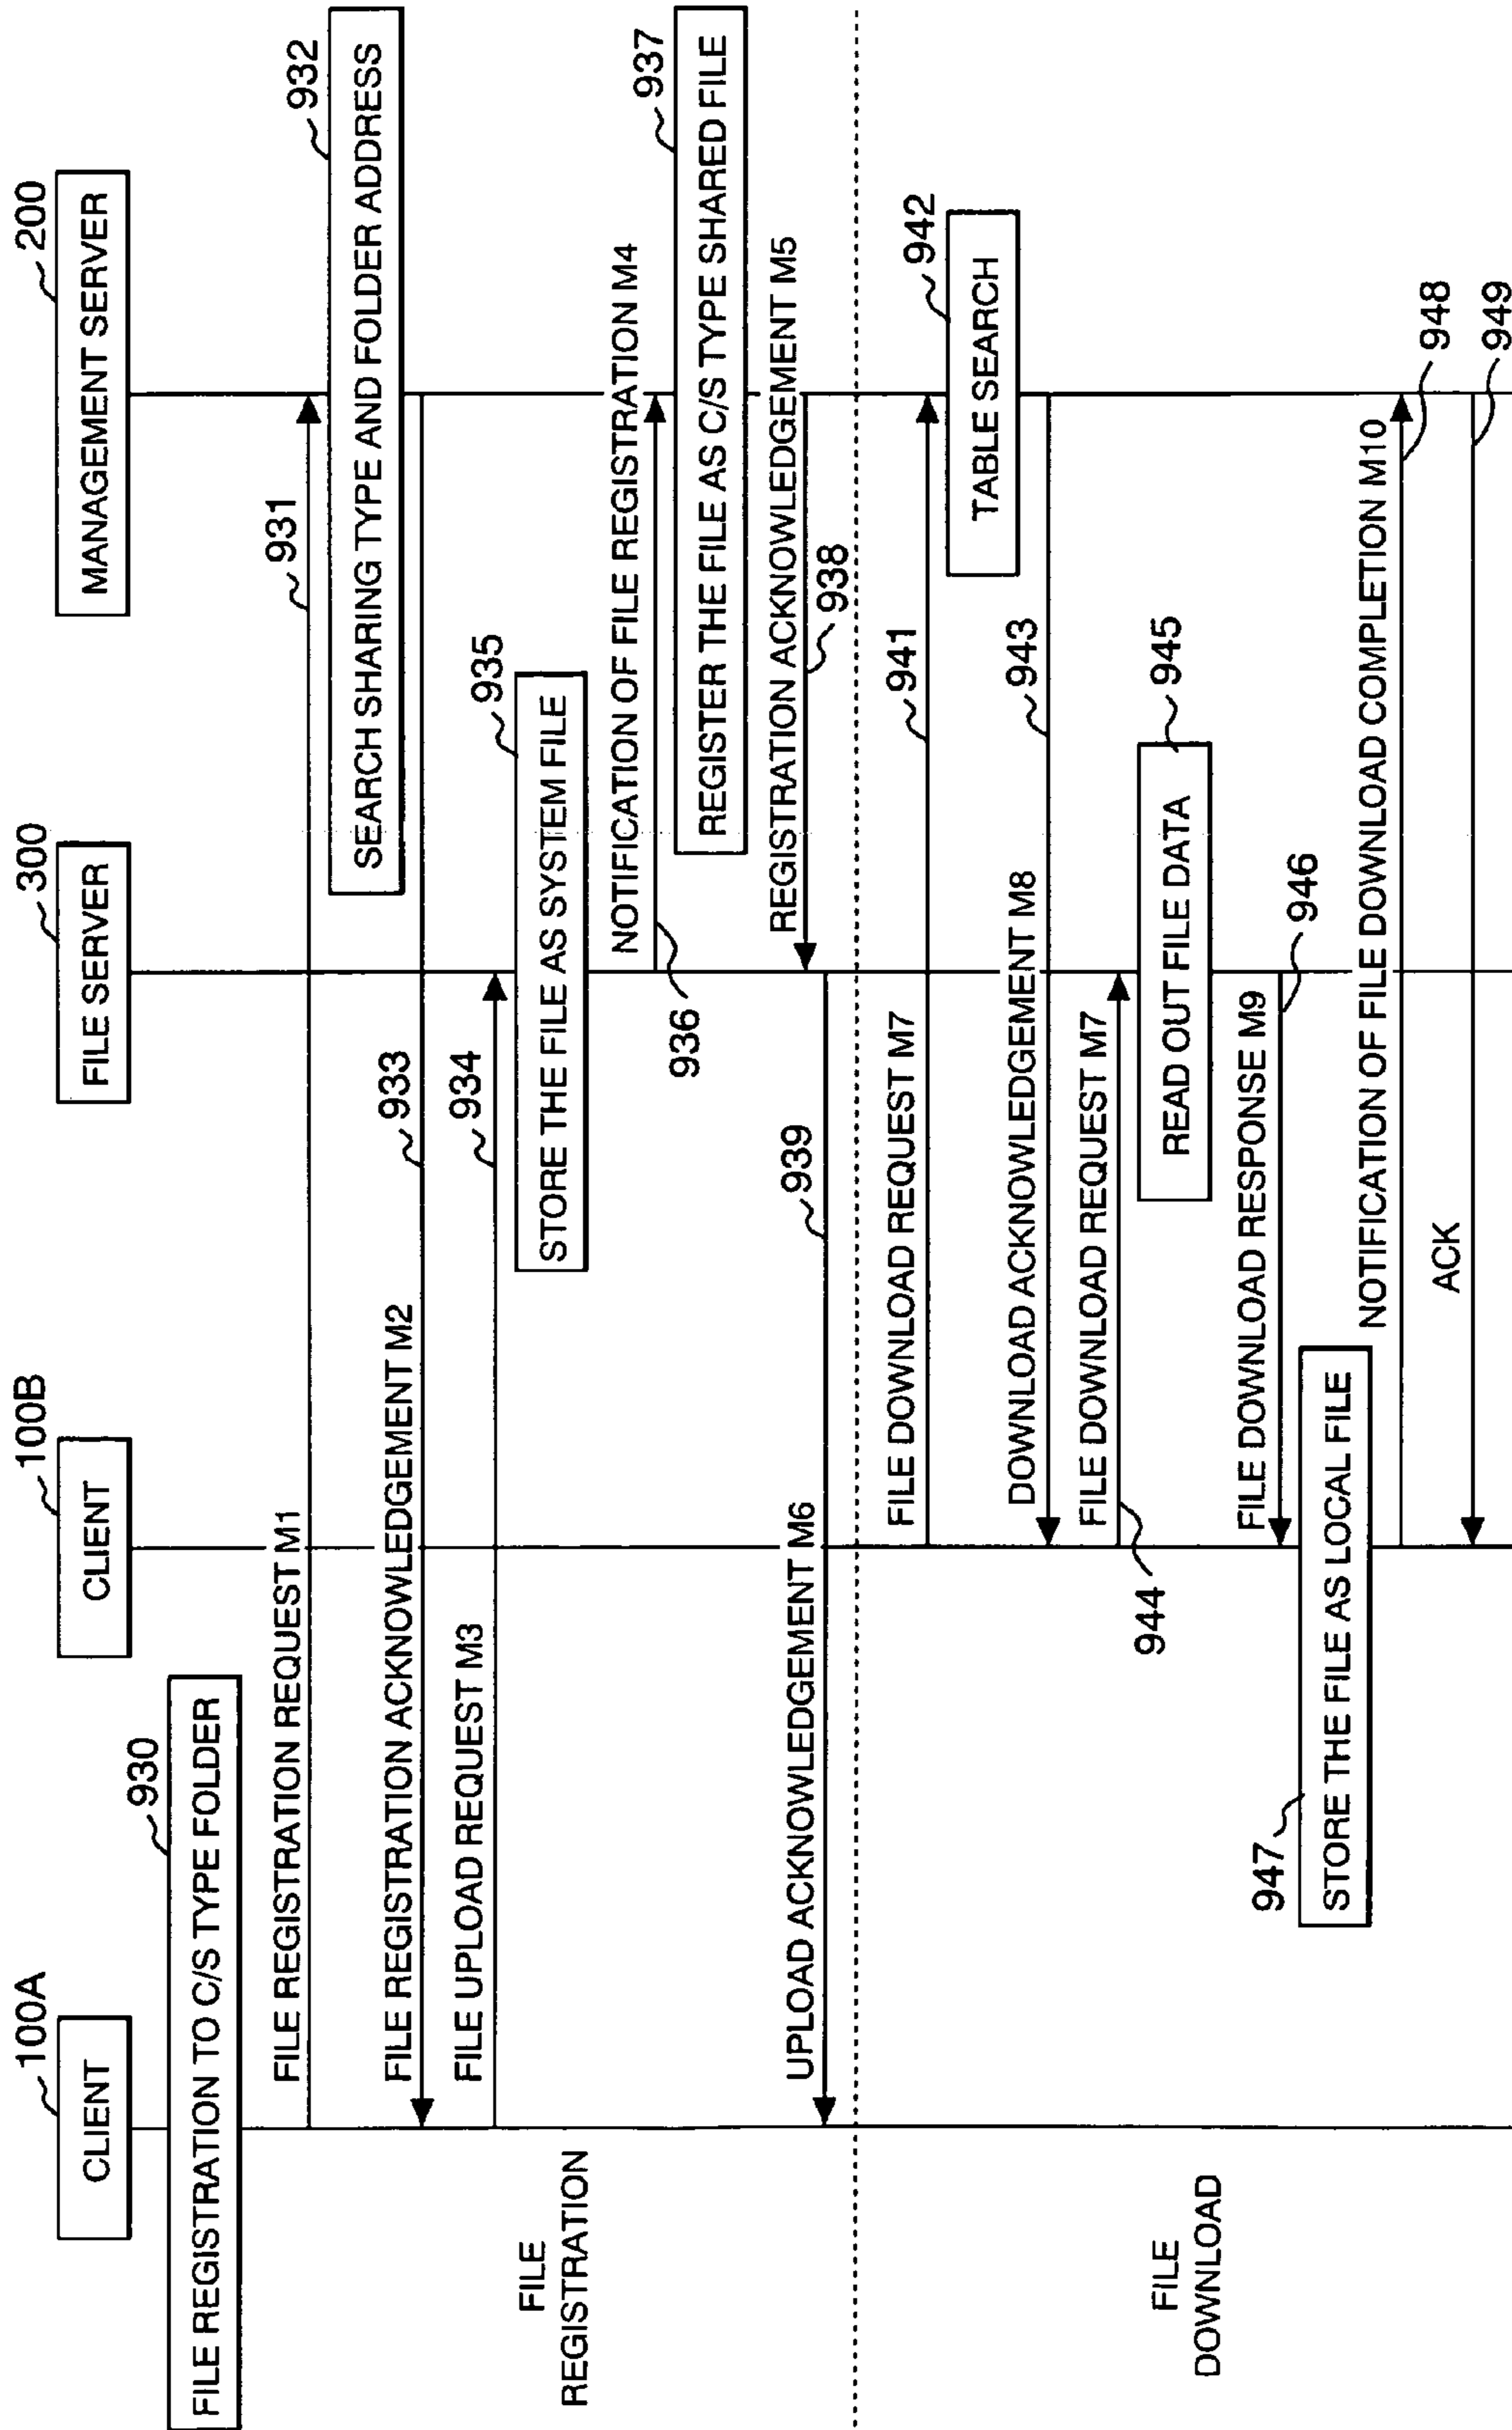 100A
CLIENT
100B
CLIENT
300
FILE SERVER
200
MANAGEMENT SERVER
930
FILE REGISTRATION TO C/S TYPE FOLDER
FILE REGISTRATION REQUEST M1
931
932
SEARCH SHARING TYPE AND FOLDER ADDRESS
FILE REGISTRATION ACKNOWLEDGEMENT M2
933
FILE UPLOAD REQUEST M3
934
935
STORE THE FILE AS SYSTEM FILE
FILE
REGISTRATION
NOTIFICATION OF FILE REGISTRATION M4
936
937
REGISTER THE FILE AS C/S TYPE SHARED FILE
REGISTRATION ACKNOWLEDGEMENT M5
938
UPLOAD ACKNOWLEDGEMENT M6
939
FILE DOWNLOAD REQUEST M7
941
942
TABLE SEARCH
DOWNLOAD ACKNOWLEDGEMENT M8
943
FILE DOWNLOAD REQUEST M7
944
945
READ OUT FILE DATA
FILE
DOWNLOAD
FILE DOWNLOAD RESPONSE M9
946
947
STORE THE FILE AS LOCAL FILE
NOTIFICATION OF FILE DOWNLOAD COMPLETION M10
948
ACK
949